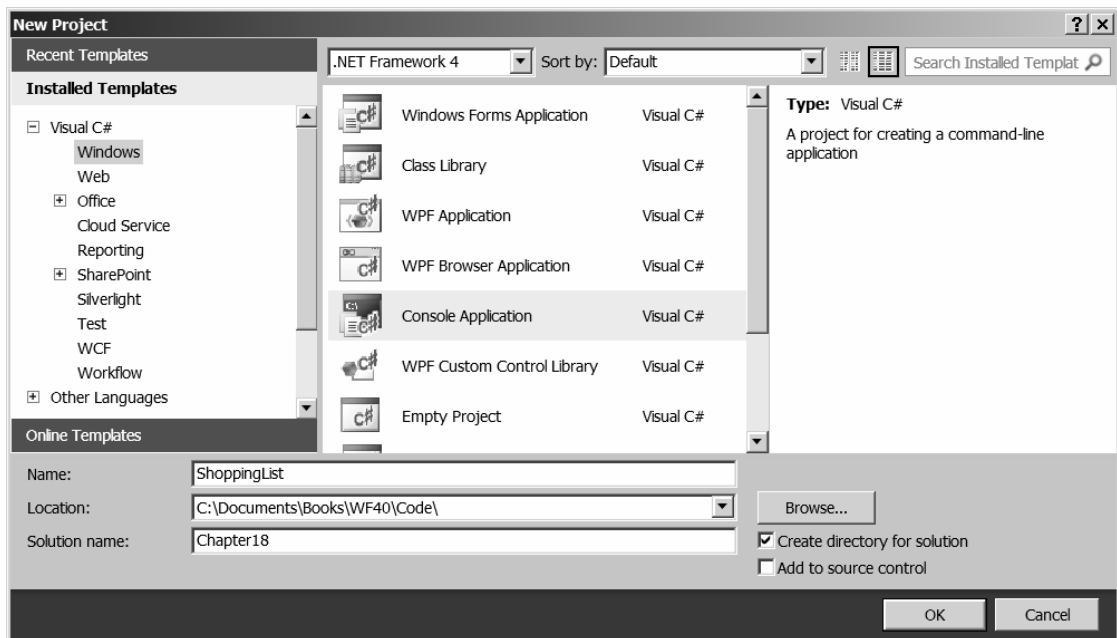 New Project
Recent Templates
Installed Templates
Visual C#
Windows
Web
Office
Cloud Service
Reporting
SharePoint
Silverlight
Test
WCF
Workflow
Other Languages
Online Templates
.NET Framework 4
Sort by: Default
Search Installed Templat
Windows Forms Application Visual C#
Class Library Visual C#
WPF Application Visual C#
WPF Browser Application Visual C#
Console Application Visual C#
WPF Custom Control Library Visual C#
Empty Project Visual C#
Type: Visual C#
A project for creating a command-line
application
Name: ShoppingList
Location: C:\Documents\Books\WF40\Code\
Browse...
Solution name: Chapter18
Create directory for solution
Add to source control
OK
Cancel